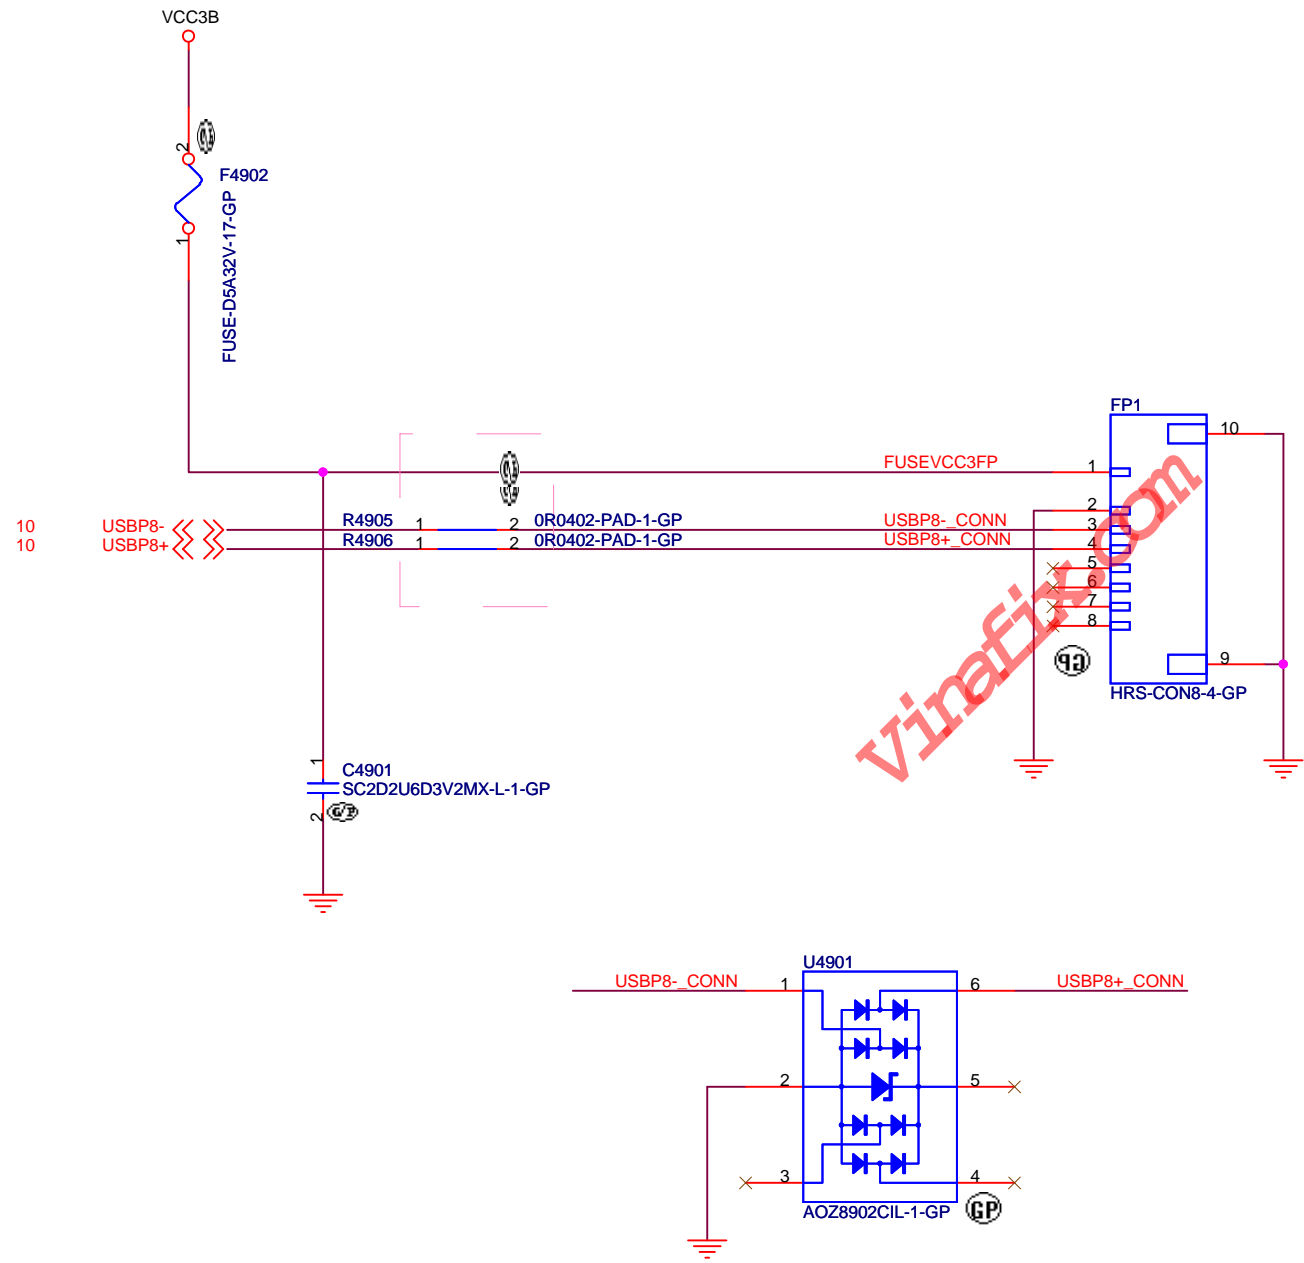 VCC3B
2
F4902
FUSE-D5A32V-17-GP
1
FP1
10
FUSEVCC3FP
1
2
10 USBP8-
R4905 1 2 0R0402-PAD-1-GP
USBP8-_CONN 3
10 USBP8+
R4906 1 2 0R0402-PAD-1-GP
USBP8+_CONN 4
5
6
7
8
GP
9
HRS-CON8-4-GP
vinafix.com
1
C4901
SC2D2U6D3V2MX-L-1-GP
2
U4901
USBP8-_CONN 1
6 USBP8+_CONN
2
5
3
4
AOZ8902CIL-1-GP
GP